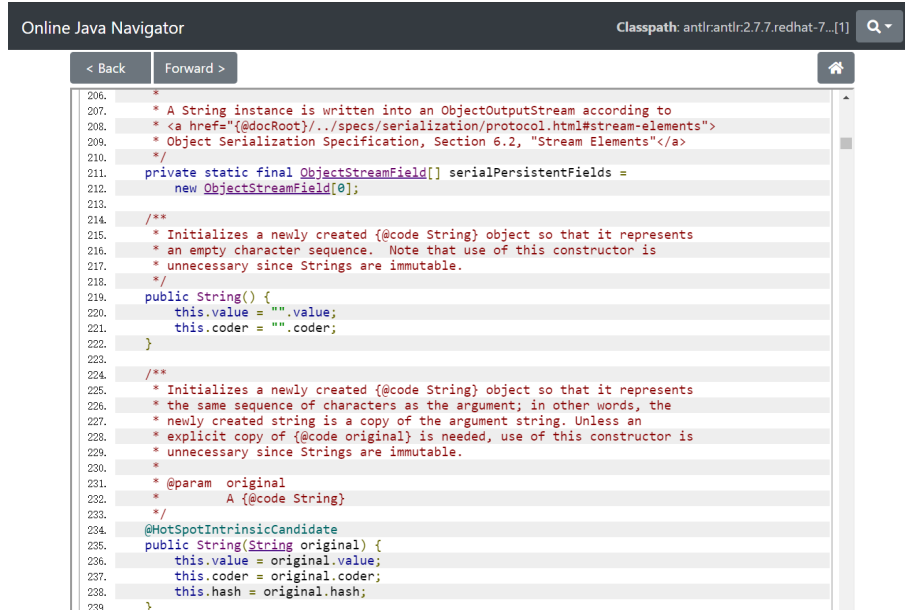 Online Java Navigator
Classpath: antlr:antlr:2.7.7.redhat-7...[1]
< Back
Forward >
206.         *
207.         * A String instance is written into an ObjectOutputStream according to
208.         * <a href="{@docRoot}/../specs/serialization/protocol.html#stream-elements">
209.         * Object Serialization Specification, Section 6.2, "Stream Elements"</a>
210.         */
211.        private static final ObjectStreamField[] serialPersistentFields =
212.            new ObjectStreamField[0];
213.
214.        /**
215.         * Initializes a newly created {@code String} object so that it represents
216.         * an empty character sequence.  Note that use of this constructor is
217.         * unnecessary since Strings are immutable.
218.         */
219.        public String() {
220.            this.value = "".value;
221.            this.coder = "".coder;
222.        }
223.
224.        /**
225.         * Initializes a newly created {@code String} object so that it represents
226.         * the same sequence of characters as the argument; in other words, the
227.         * newly created string is a copy of the argument string. Unless an
228.         * explicit copy of {@code original} is needed, use of this constructor is
229.         * unnecessary since Strings are immutable.
230.         *
231.         * @param  original
232.         *         A {@code String}
233.         */
234.        @HotSpotIntrinsicCandidate
235.        public String(String original) {
236.            this.value = original.value;
237.            this.coder = original.coder;
238.            this.hash = original.hash;
239.        }